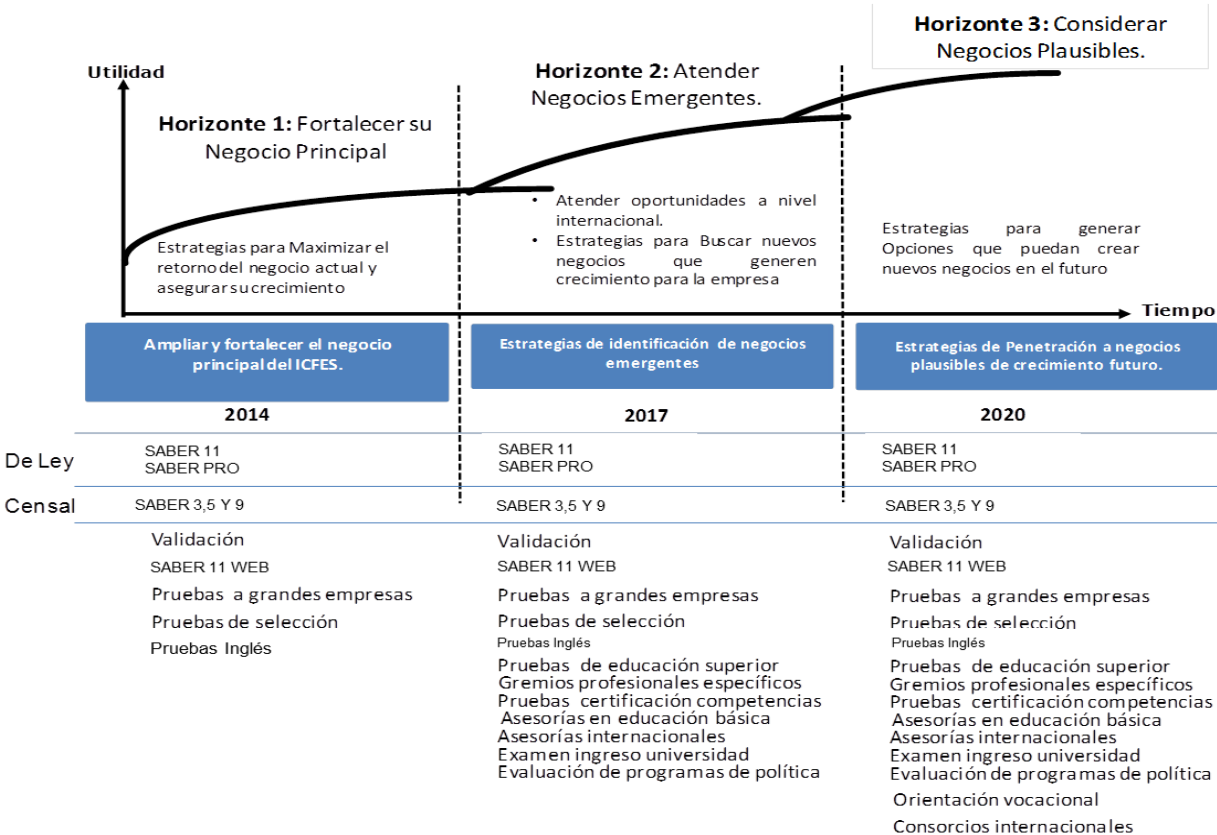 Horizonte 3: Considerar
Negocios Plausibles.
Horizonte 2: Atender
Negocios Emergentes.
Utilidad
Horizonte 1: Fortalecer su
Negocio Principal
Estrategias para Maximizar el
retorno del negocio actual y
asegurar su crecimiento
• Atender oportunidades a nivel
internacional.
• Estrategias para Buscar nuevos
negocios que generen
crecimiento para la empresa
Estrategias para generar
Opciones que puedan crear
nuevos negocios en el futuro
Tiempo
Ampliar y fortalecer el negocio
principal del ICFES.
Estrategias de identificación de negocios
emergentes
Estrategias de Penetración a negocios
plausibles de crecimiento futuro.
2014
2017
2020
De Ley
SABER 11
SABER PRO
SABER 11
SABER PRO
SABER 11
SABER PRO
Censal
SABER 3,5 Y 9
SABER 3,5 Y 9
SABER 3,5 Y 9
Validación
SABER 11 WEB
Pruebas a grandes empresas
Pruebas de selección
Pruebas Inglés
Validación
SABER 11 WEB
Pruebas a grandes empresas
Pruebas de selección
Pruebas Inglés
Pruebas de educación superior
Gremios profesionales específicos
Pruebas certificación competencias
Asesorías en educación básica
Asesorías internacionales
Examen ingreso universidad
Evaluación de programas de política
Validación
SABER 11 WEB
Pruebas a grandes empresas
Pruebas de selección
Pruebas Inglés
Pruebas de educación superior
Gremios profesionales específicos
Pruebas certificación competencias
Asesorías en educación básica
Asesorías internacionales
Examen ingreso universidad
Evaluación de programas de política
Orientación vocacional
Consorcios internacionales